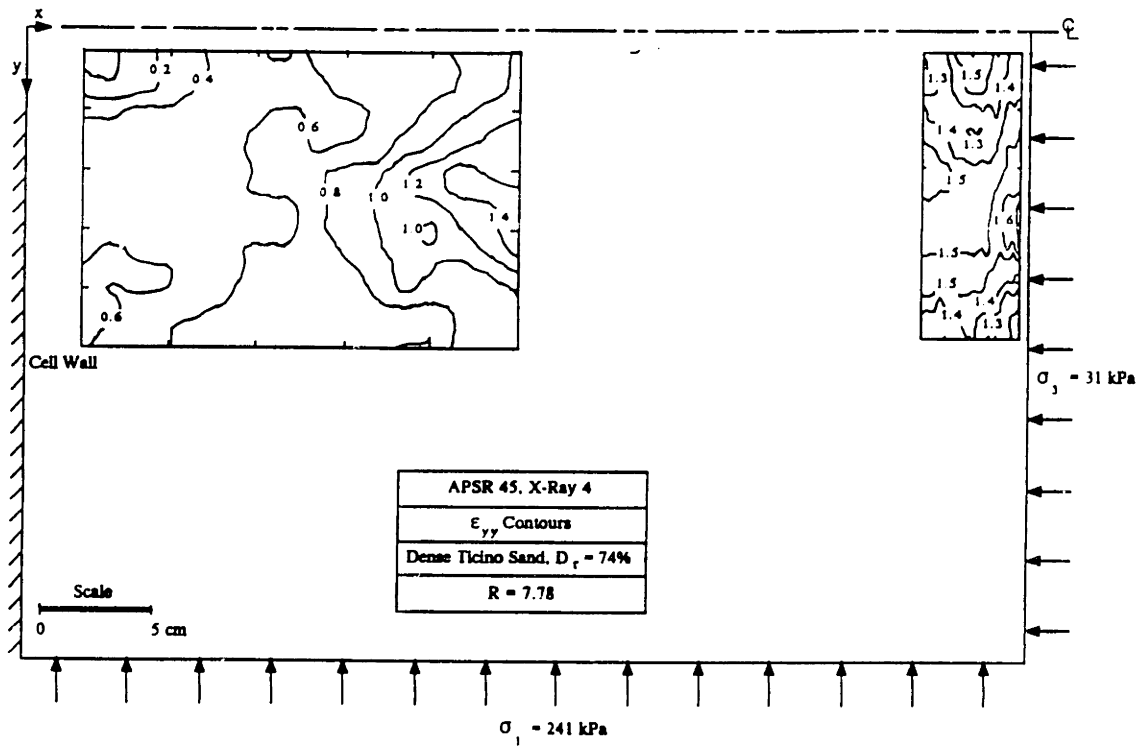 x
℄
y
0.2
0.4
0.6
0.8
1.0
1.2
1.4
1.0
0.6
1.3
1.5
1.4
1.4
1.3
1.5
1.6
1.5
1.5
1.4
1.4
1.3
Cell Wall
σ₃ = 31 kPa
APSR 45, X-Ray 4
εyy Contours
Dense Ticino Sand, D r = 74%
R = 7.78
Scale
0 5 cm
σ₁ = 241 kPa